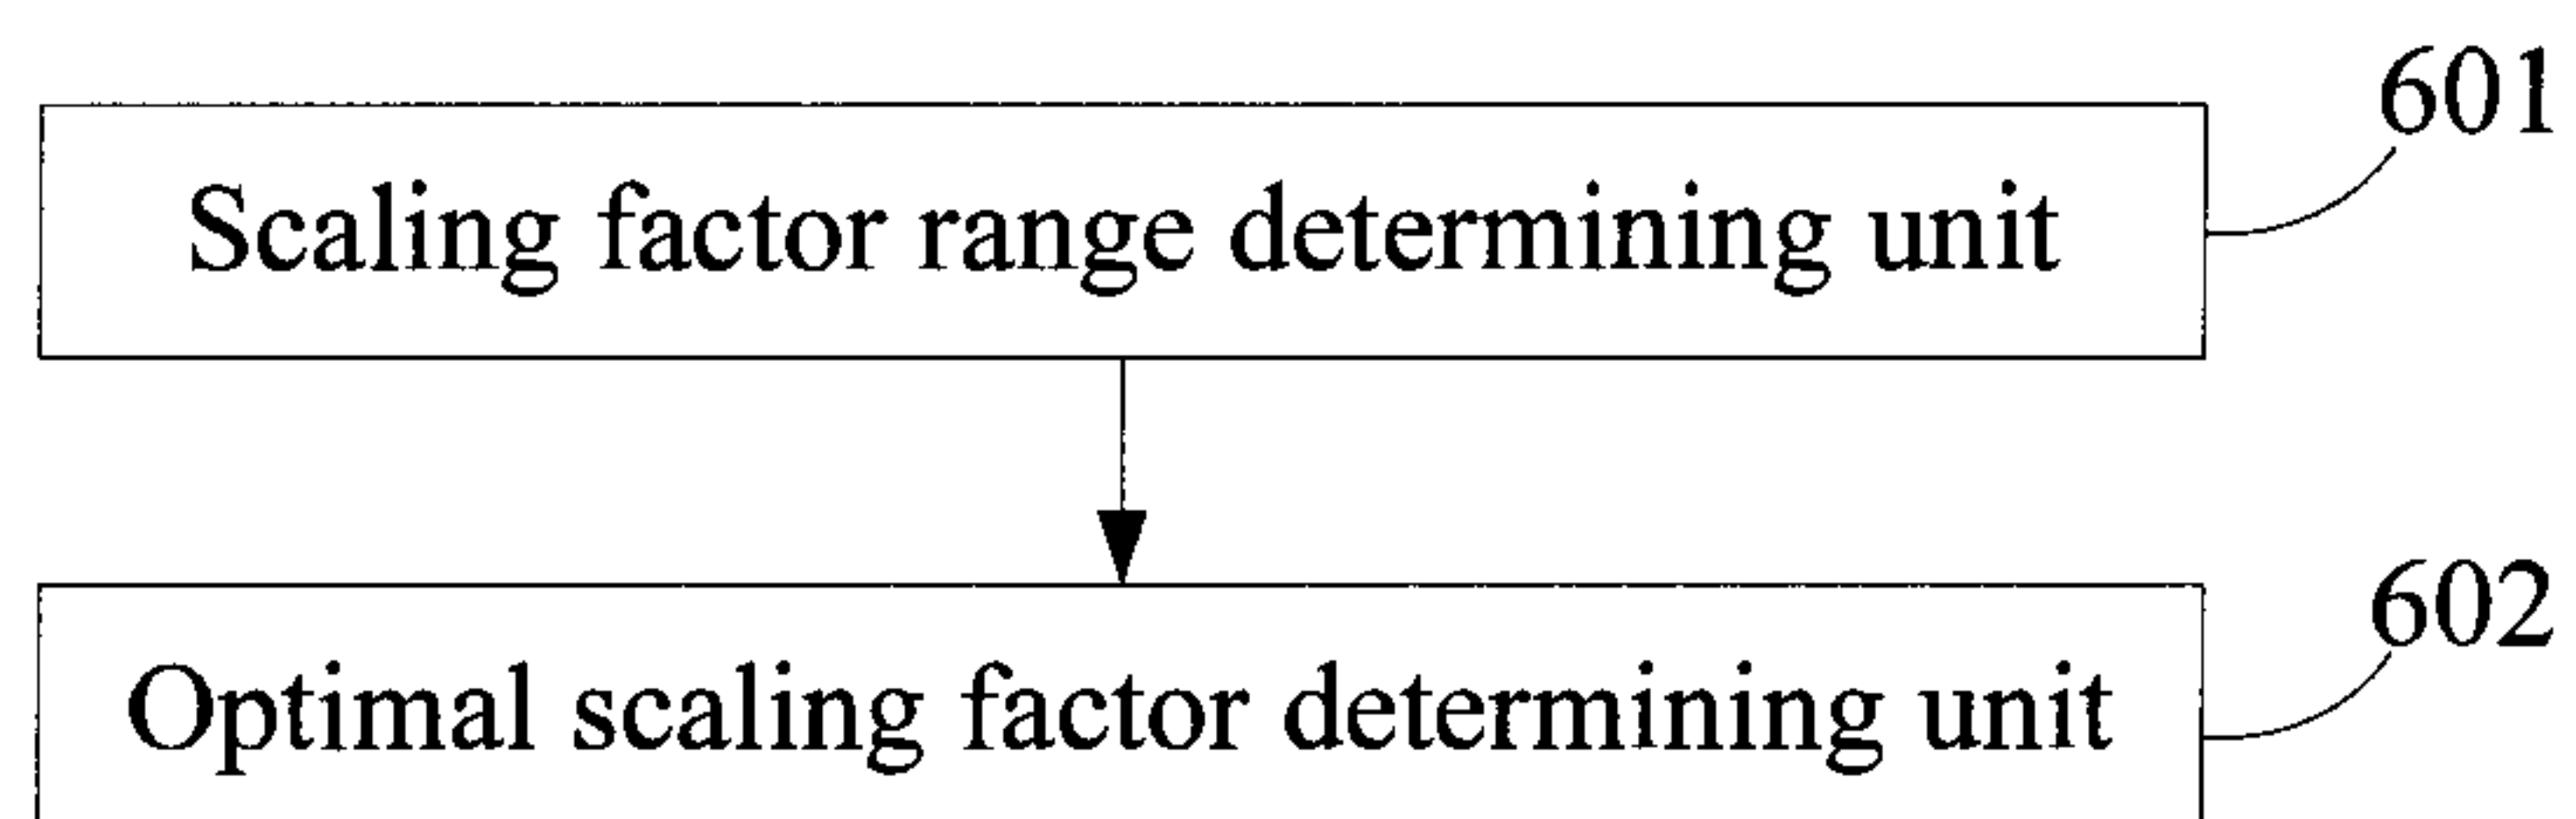 601
Scaling factor range determining unit
602
Optimal scaling factor determining unit